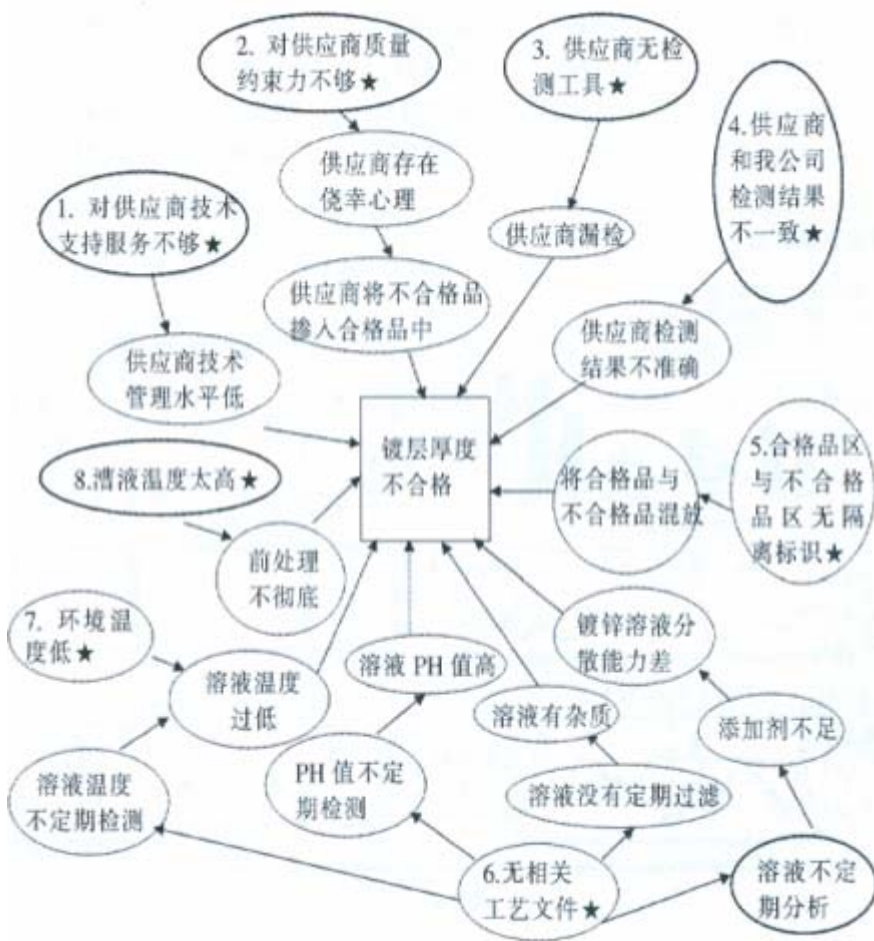 2. 对供应商质量
约束力不够★
3. 供应商无检
测工具★
4.供应商
和我公司
检测结果
不一致★
供应商存在
侥幸心理
1. 对供应商技术
支持服务不够★
供应商漏检
供应商将不合格品
掺入合格品中
供应商检测
结果不准确
供应商技术
管理水平低
镀层厚度
不合格
8.漕液温度太高★
将合格品与
不合格品混放
5.合格品区
与不合格
品区无隔
离标识★
前处理
不彻底
7. 环境温
度低★
溶液温度
过低
溶液 PH 值高
镀锌溶液分
散能力差
溶液有杂质
添加剂不足
溶液温度
不定期检测
PH 值不定
期检测
溶液没有定期过滤
6.无相关
工艺文件★
溶液不定
期分析